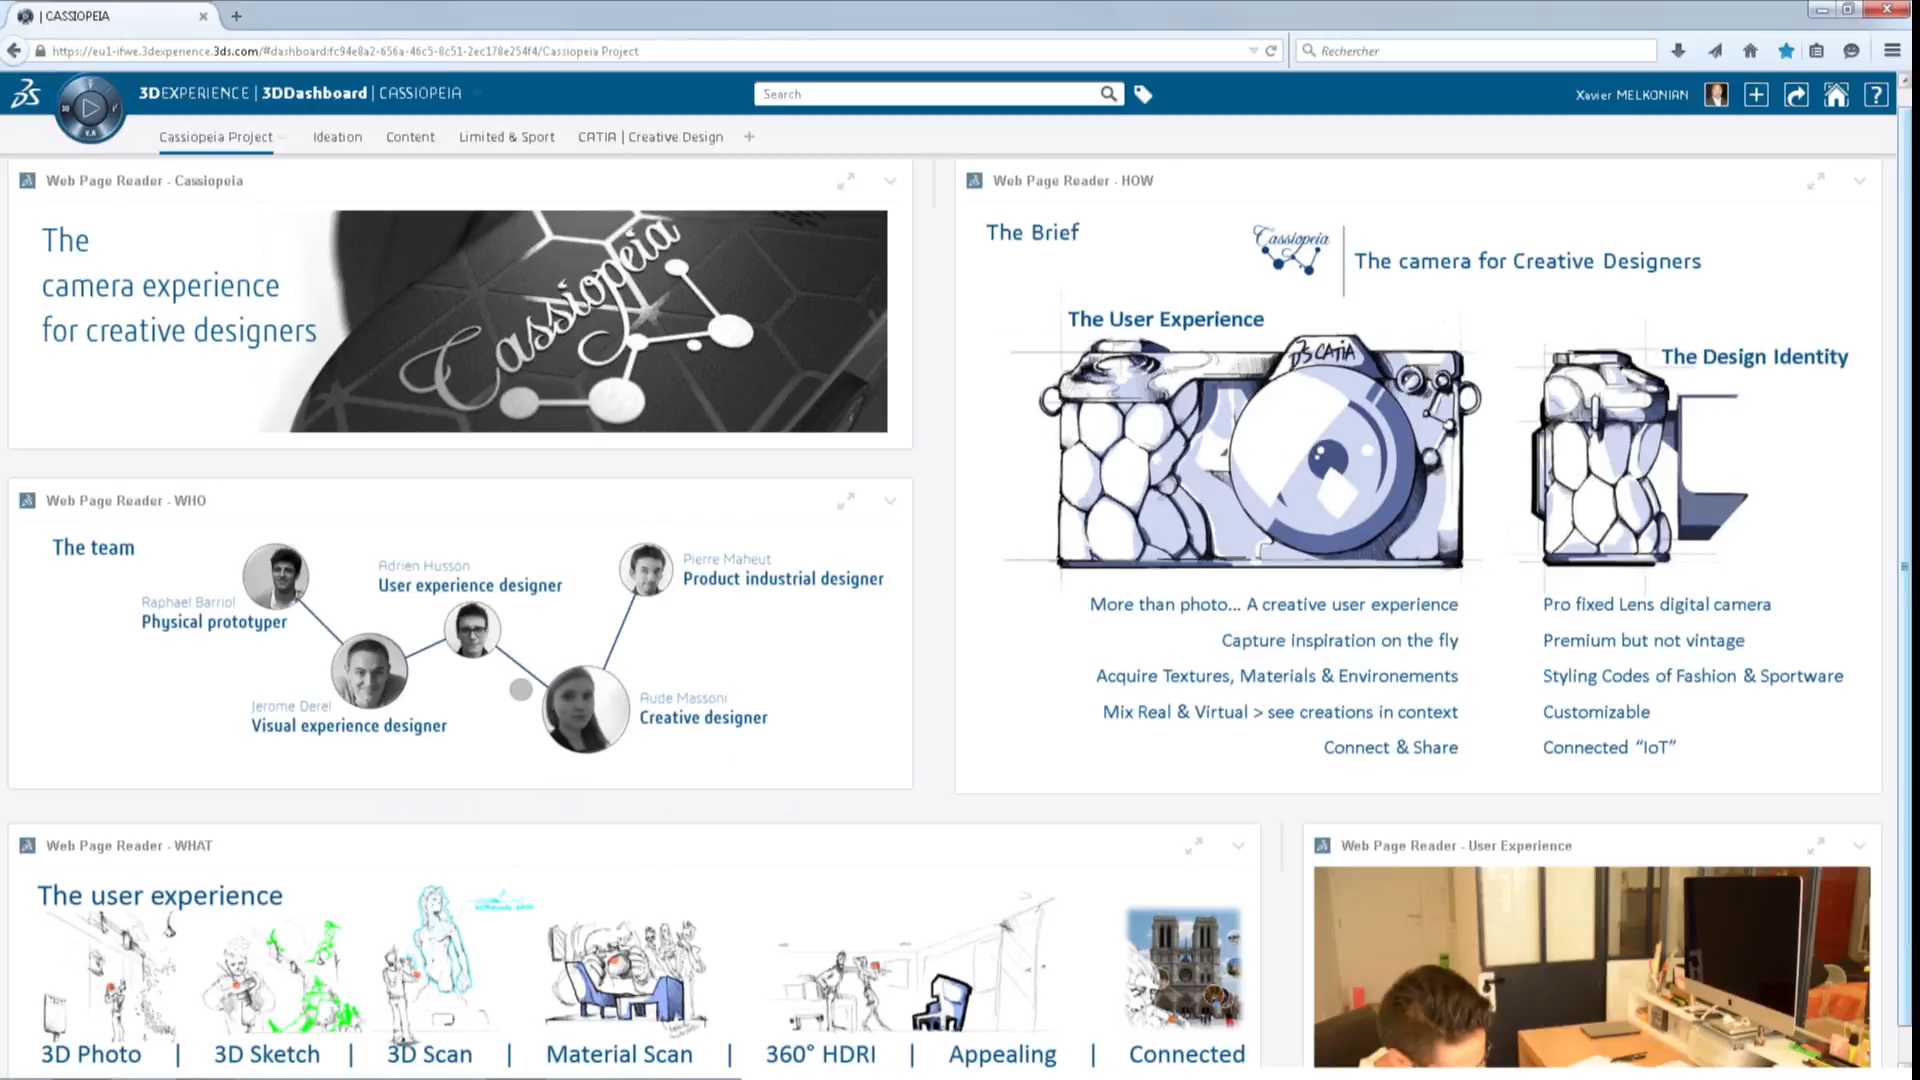 | CASSIOPEIA
https://eu1-ifwe.3dexperience.3ds.com/#dashboard:fc94e8a2-656a-46c5-8c51-2ec178e254f4/Cassiopeia Project
Rechercher
3DEXPERIENCE | 3DDashboard | CASSIOPEIA
Search
Xavier MELKONIAN
3D
V.R
Cassiopeia Project
Ideation
Content
Limited & Sport
CATIA | Creative Design
Web Page Reader - Cassiopeia
The
camera experience
for creative designers
Cassiopeia
Web Page Reader - HOW
The Brief
Cassiopeia
The camera for Creative Designers
The User Experience
The Design Identity
CATIA
More than photo... A creative user experience
Capture inspiration on the fly
Acquire Textures, Materials & Environements
Mix Real & Virtual > see creations in context
Connect & Share
Pro fixed Lens digital camera
Premium but not vintage
Styling Codes of Fashion & Sportware
Customizable
Connected “IoT”
Web Page Reader - WHO
The team
Raphael Barriol
Physical prototyper
Adrien Husson
User experience designer
Pierre Maheut
Product industrial designer
Jerome Derel
Visual experience designer
Aude Massoni
Creative designer
Web Page Reader - WHAT
The user experience
3D Photo | 3D Sketch | 3D Scan | Material Scan | 360° HDRI | Appealing | Connected
Web Page Reader - User Experience